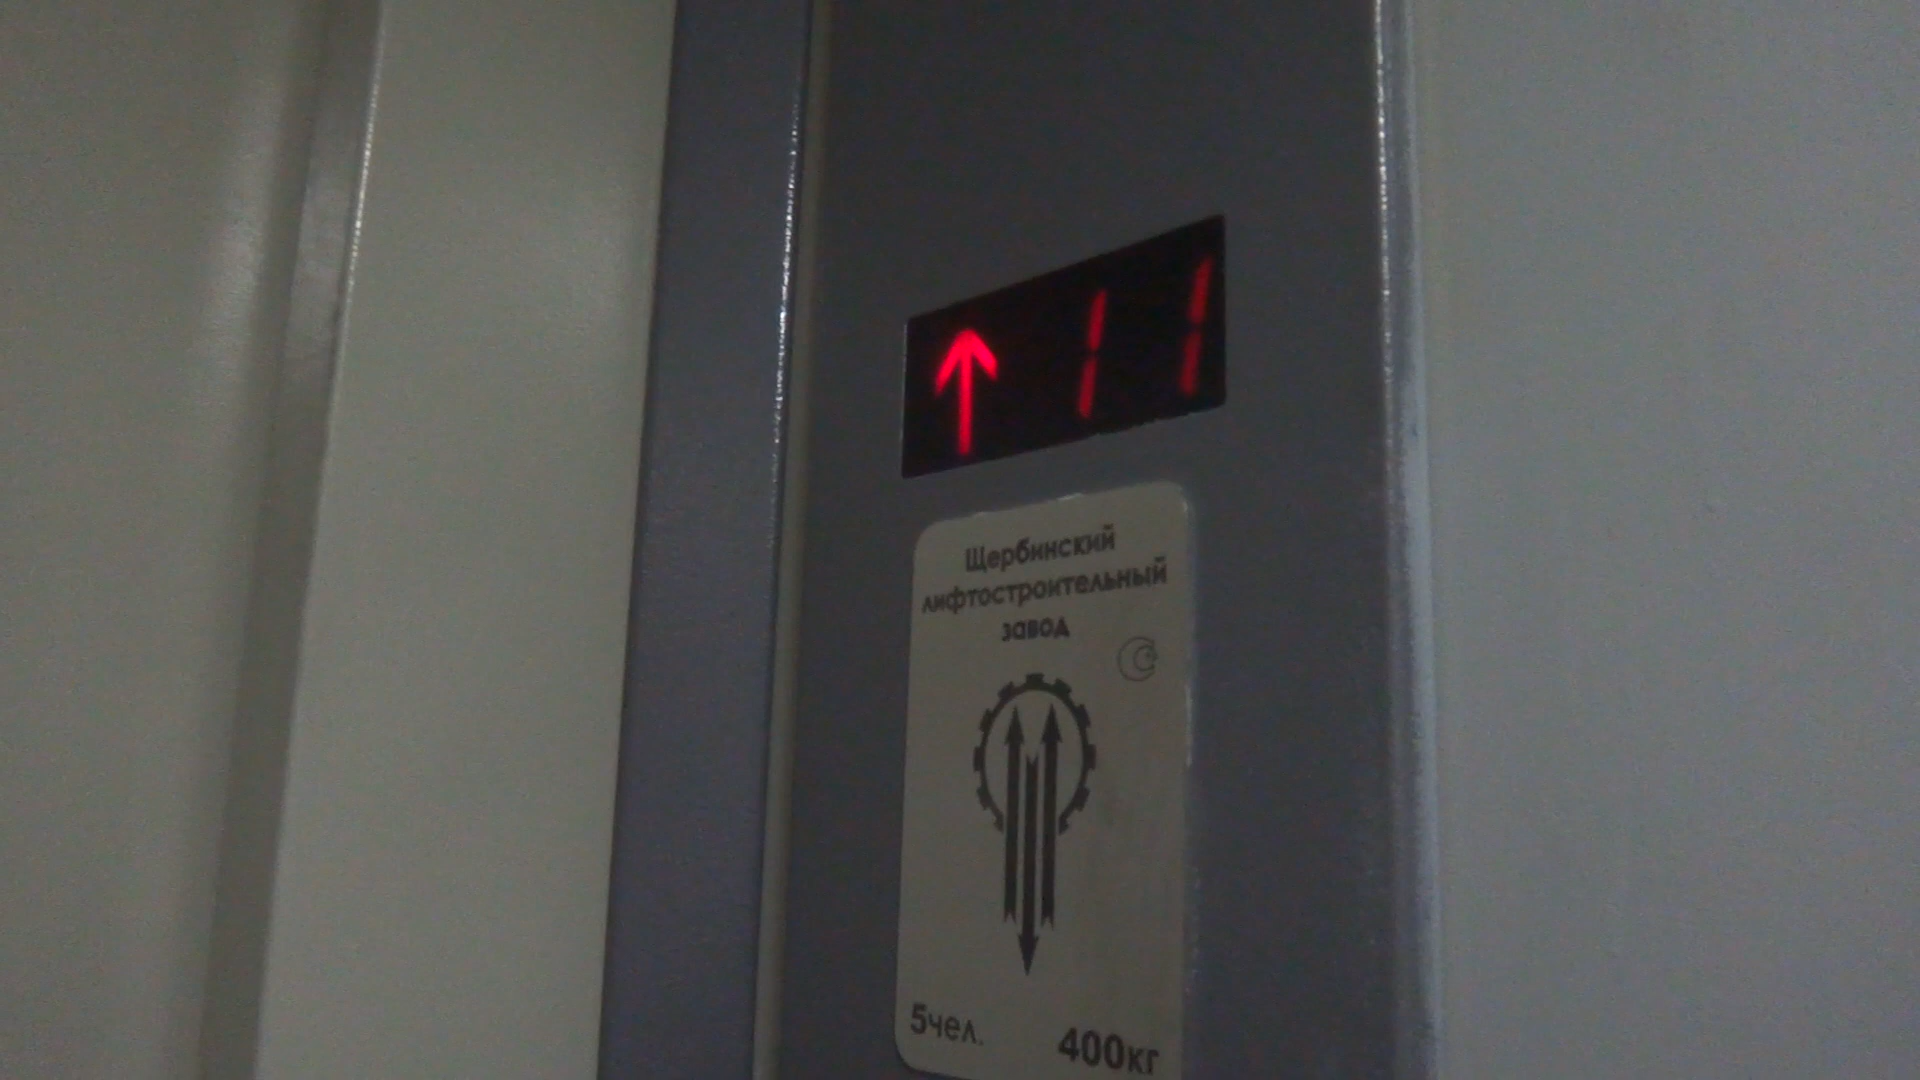 ↑ 11
Щербинский
лифтостроительный
завод
5чел. 400кг